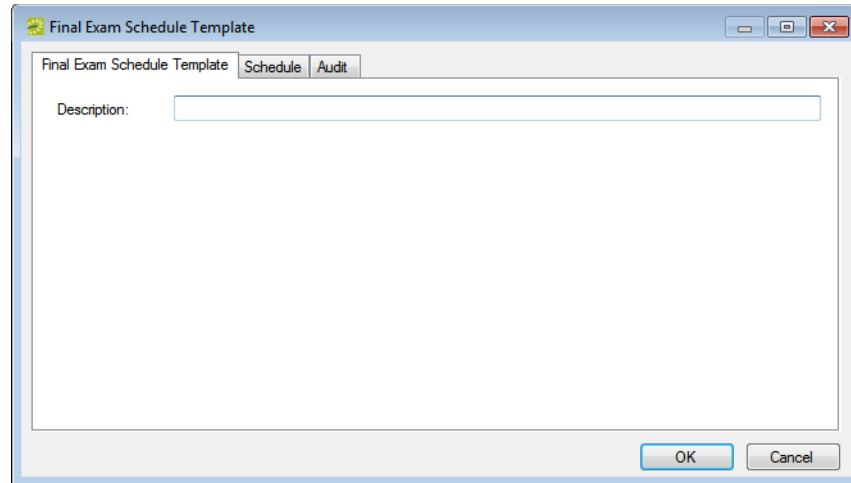 Final Exam Schedule Template
Final Exam Schedule Template Schedule Audit
Description:
OK Cancel